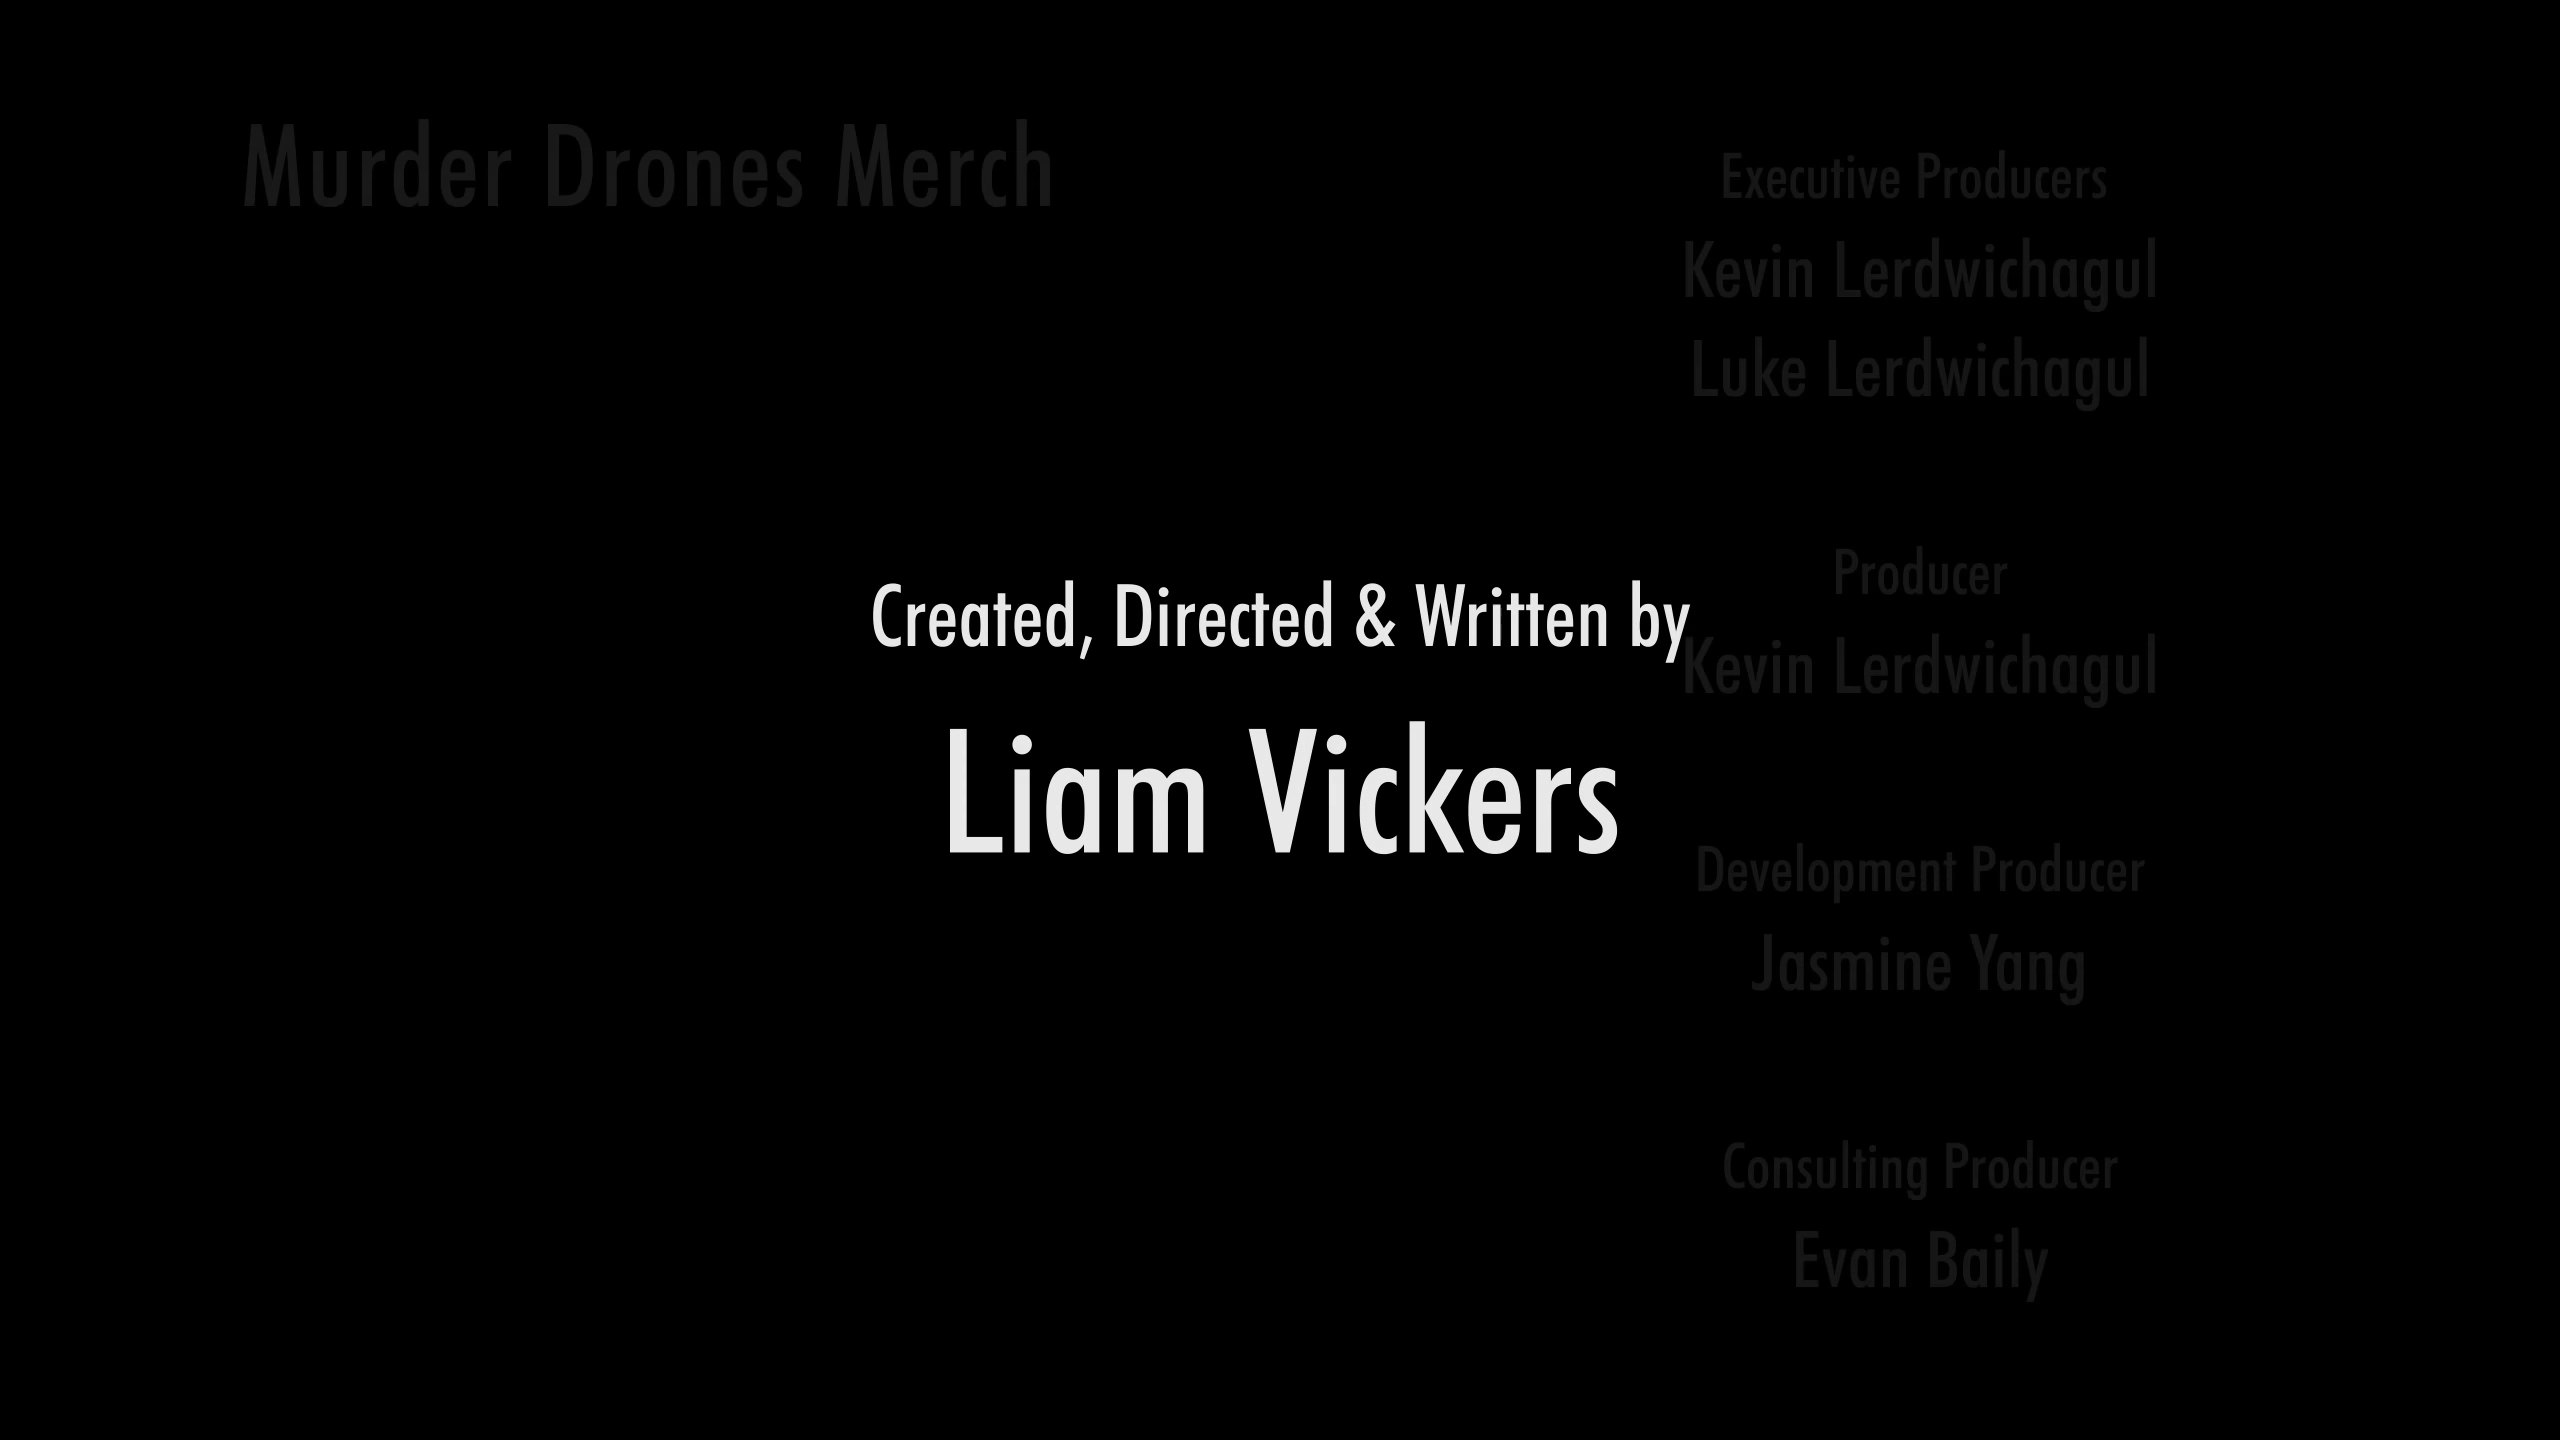 Murder Drones Merch
Created, Directed & Written by
Liam Vickers
Executive Producers
Kevin Lerdwichagul
Luke Lerdwichagul
Producer
Kevin Lerdwichagul
Development Producer
Jasmine Yang
Consulting Producer
Evan Baily